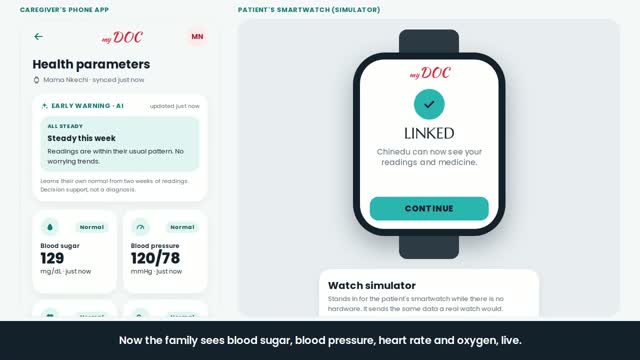 CAREGIVER'S PHONE APP
my DOC
MN
Health parameters
Mama Nkechi · synced just now
EARLY WARNING · AI
updated just now
ALL STEADY
Steady this week
Readings are within their usual pattern. No
worrying trends.
Learns their own normal from two weeks of readings.
Decision support, not a diagnosis.
Normal
Blood sugar
129
mg/dL · just now
Normal
Blood pressure
120/78
mmHg · just now
Normal
Normal
PATIENT'S SMARTWATCH (SIMULATOR)
my DOC
LINKED
Chinedu can now see your
readings and medicine.
CONTINUE
Watch simulator
Stands in for the patient's smartwatch while there is no
hardware. It sends the same data a real watch would.
Now the family sees blood sugar, blood pressure, heart rate and oxygen, live.